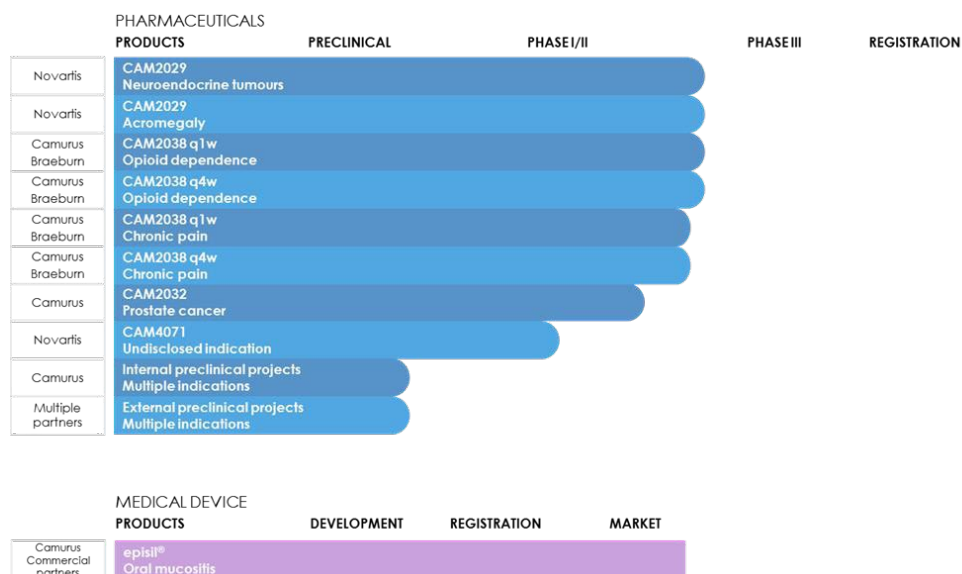 PHARMACEUTICALS
PRODUCTS PRECLINICAL PHASE I/II PHASE III REGISTRATION
Novartis
CAM2029
Neuroendocrine tumours
Novartis
CAM2029
Acromegaly
Camurus
Braeburn
CAM2038 q1w
Opioid dependence
Camurus
Braeburn
CAM2038 q4w
Opioid dependence
Camurus
Braeburn
CAM2038 q1w
Chronic pain
Camurus
Braeburn
CAM2038 q4w
Chronic pain
Camurus
CAM2032
Prostate cancer
Novartis
CAM4071
Undisclosed indication
Camurus
Internal preclinical projects
Multiple indications
Multiple
partners
External preclinical projects
Multiple indications
MEDICAL DEVICE
PRODUCTS DEVELOPMENT REGISTRATION MARKET
Camurus
Commercial
partners
episil®
Oral mucositis